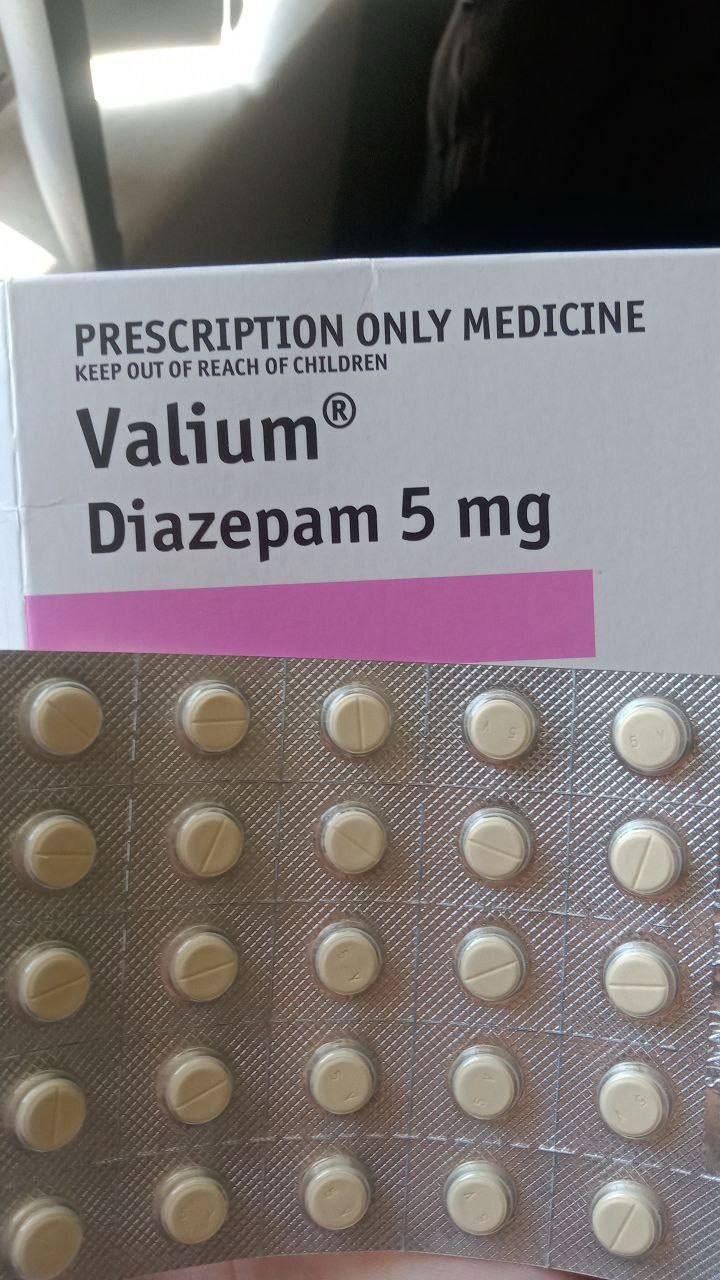 PRESCRIPTION ONLY MEDICINE
KEEP OUT OF REACH OF CHILDREN
Valium®
Diazepam 5 mg